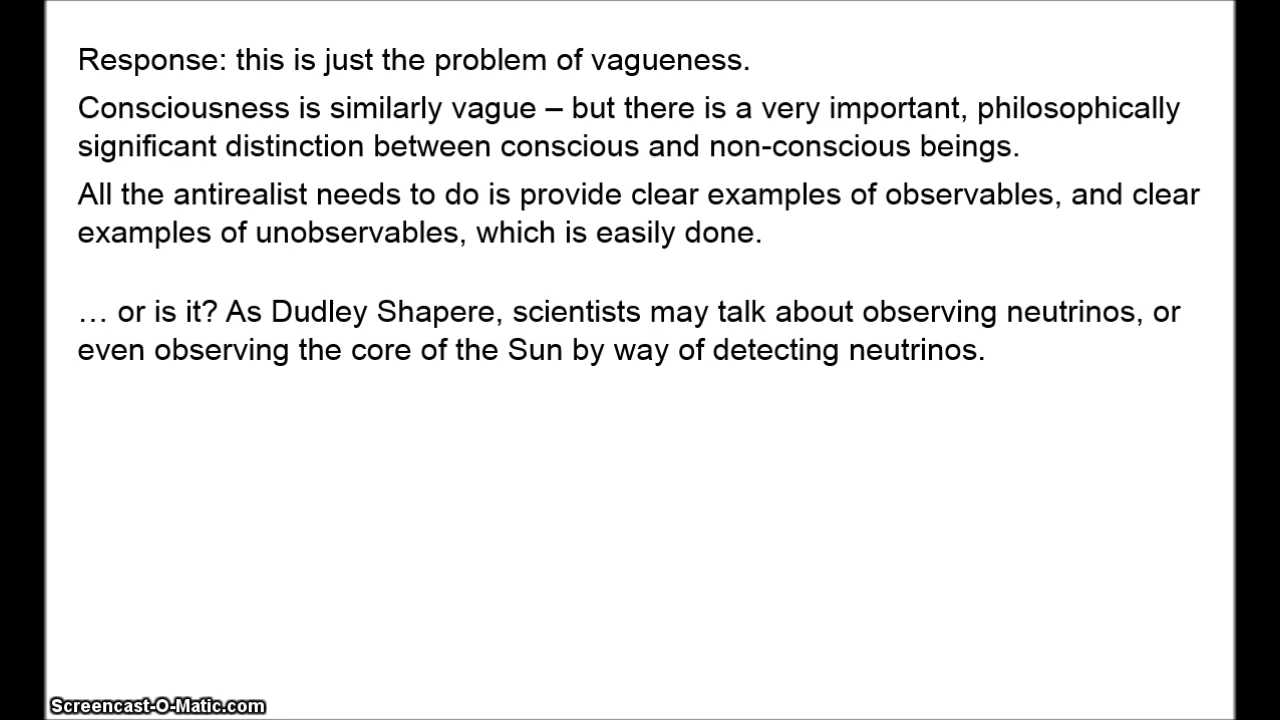 Response: this is just the problem of vagueness.
Consciousness is similarly vague – but there is a very important, philosophically
significant distinction between conscious and non-conscious beings.
All the antirealist needs to do is provide clear examples of observables, and clear
examples of unobservables, which is easily done.
… or is it? As Dudley Shapere, scientists may talk about observing neutrinos, or
even observing the core of the Sun by way of detecting neutrinos.
Screencast-O-Matic.com